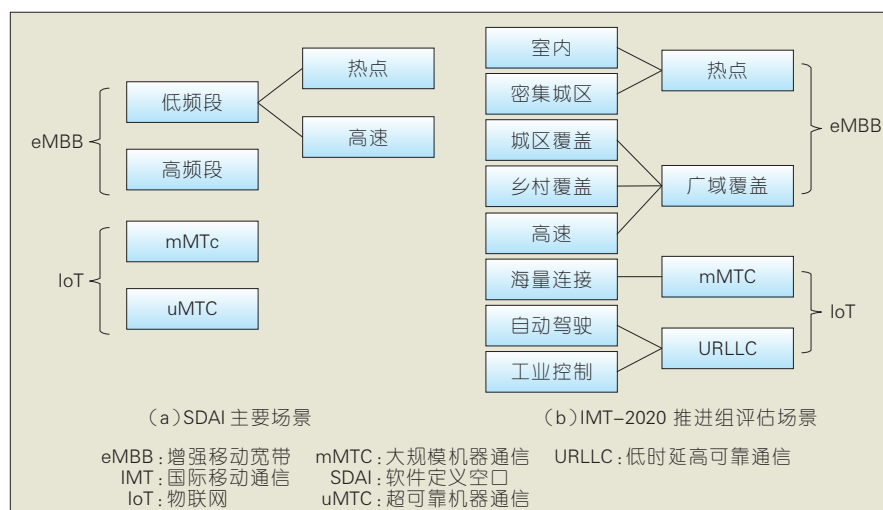 eMBB
低频段
高频段
热点
高速
IoT
mMTc
uMTC
室内
密集城区
城区覆盖
乡村覆盖
高速
海量连接
自动驾驶
工业控制
热点
广域覆盖
mMTC
URLLC
eMBB
IoT
(a)SDAI 主要场景
(b)IMT-2020 推进组评估场景
eMBB:增强移动宽带 mMTC:大规模机器通信 URLLC:低时延高可靠通信
IMT:国际移动通信 SDAI:软件定义空口
IoT:物联网 uMTC:超可靠机器通信